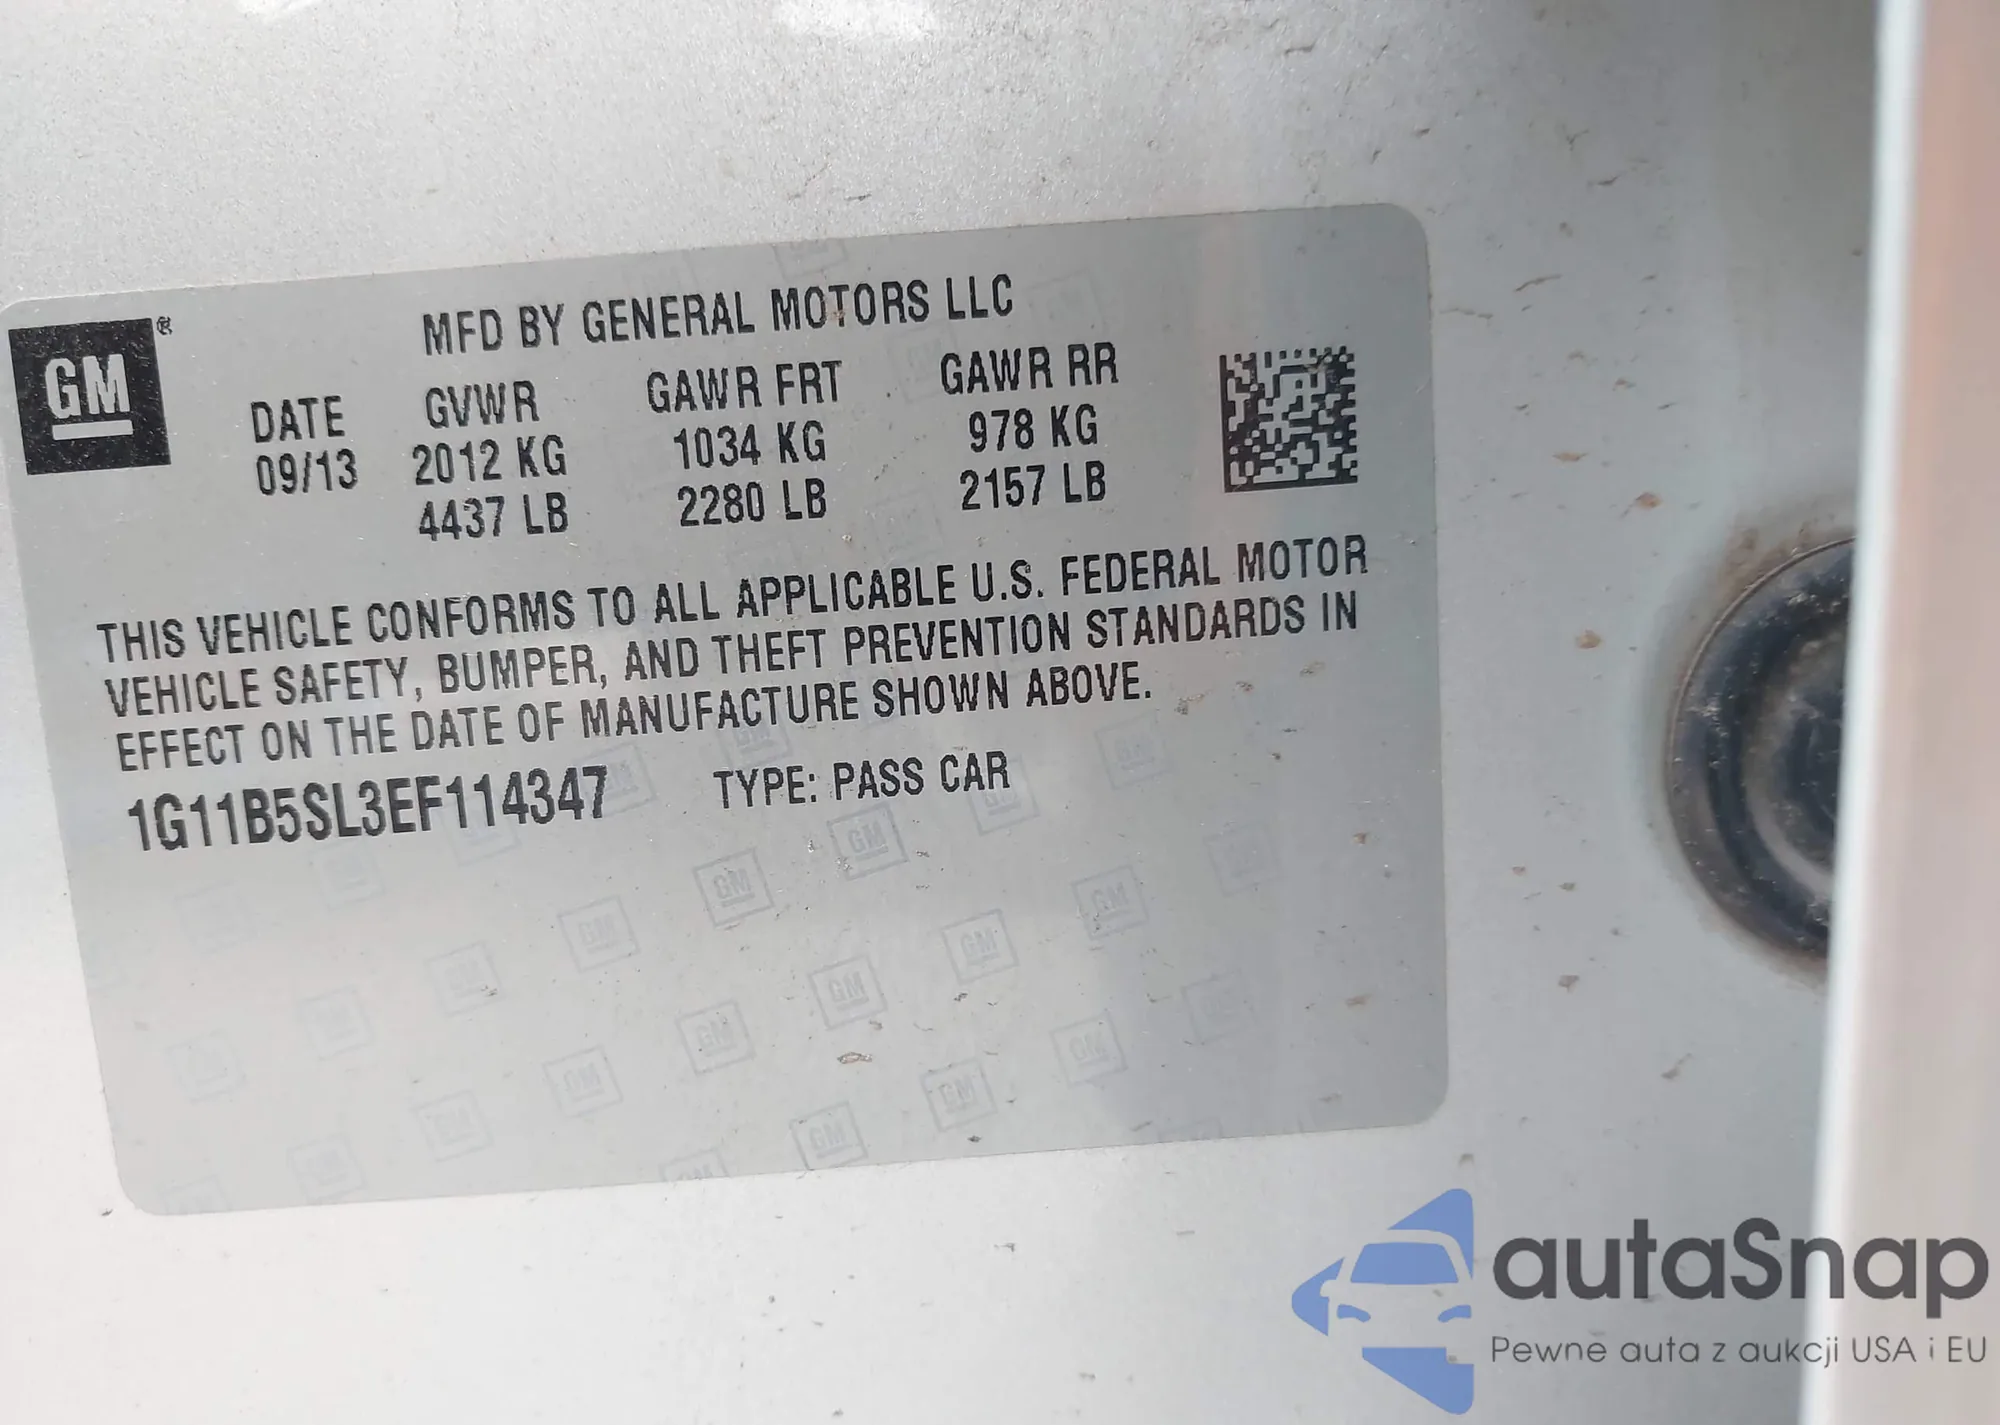 GM ®
MFD BY GENERAL MOTORS LLC
DATE GVWR GAWR FRT GAWR RR
09/13 2012 KG 1034 KG 978 KG
4437 LB 2280 LB 2157 LB
THIS VEHICLE CONFORMS TO ALL APPLICABLE U.S. FEDERAL MOTOR
VEHICLE SAFETY, BUMPER, AND THEFT PREVENTION STANDARDS IN
EFFECT ON THE DATE OF MANUFACTURE SHOWN ABOVE.
1G11B5SL3EF114347 TYPE: PASS CAR
autaSnap
Pewne auta z aukcji USA i EU